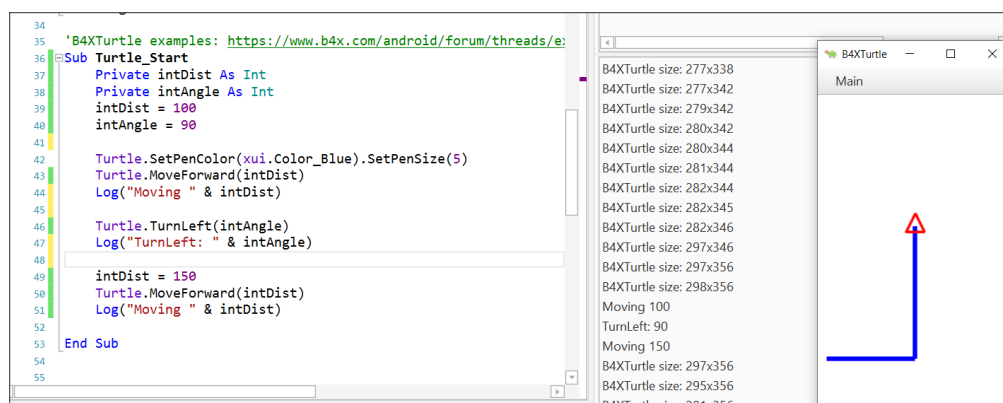 34
35 'B4XTurtle examples: https://www.b4x.com/android/forum/threads/ex
36 Sub Turtle_Start
37 Private intDist As Int
38 Private intAngle As Int
39 intDist = 100
40 intAngle = 90
41
42 Turtle.SetPenColor(xui.Color_Blue).SetPenSize(5)
43 Turtle.MoveForward(intDist)
44 Log("Moving " & intDist)
45
46 Turtle.TurnLeft(intAngle)
47 Log("TurnLeft: " & intAngle)
48
49 intDist = 150
50 Turtle.MoveForward(intDist)
51 Log("Moving " & intDist)
52
53 End Sub
54
55
B4XTurtle size: 277x338
B4XTurtle size: 277x342
B4XTurtle size: 279x342
B4XTurtle size: 280x342
B4XTurtle size: 280x344
B4XTurtle size: 281x344
B4XTurtle size: 282x344
B4XTurtle size: 282x345
B4XTurtle size: 282x346
B4XTurtle size: 297x346
B4XTurtle size: 297x356
B4XTurtle size: 298x356
Moving 100
TurnLeft: 90
Moving 150
B4XTurtle size: 297x356
B4XTurtle size: 295x356
B4XTurtle
Main